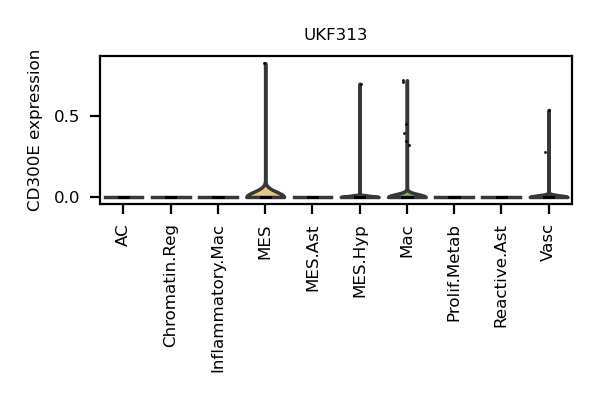 UKF313
CD300E expression
0.5
0.0
AC
Chromatin.Reg
Inflammatory.Mac
MES
MES.Ast
MES.Hyp
Mac
Prolif.Metab
Reactive.Ast
Vasc